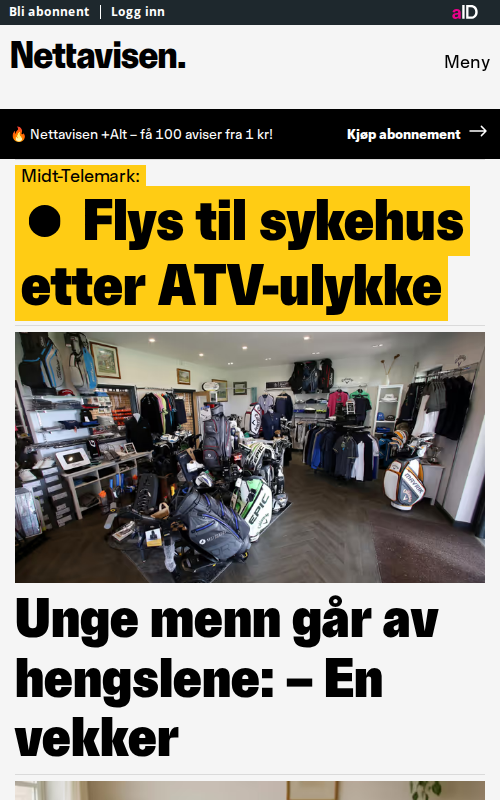 Bli abonnent
Logg inn
aID
Nettavisen.
Meny
🔥 Nettavisen +Alt – få 100 aviser fra 1 kr!
Kjøp abonnement →
Midt-Telemark:
● Flys til sykehus
etter ATV-ulykke
EPIC
MAVRIK
Unge menn går av
hengslene: – En
vekker